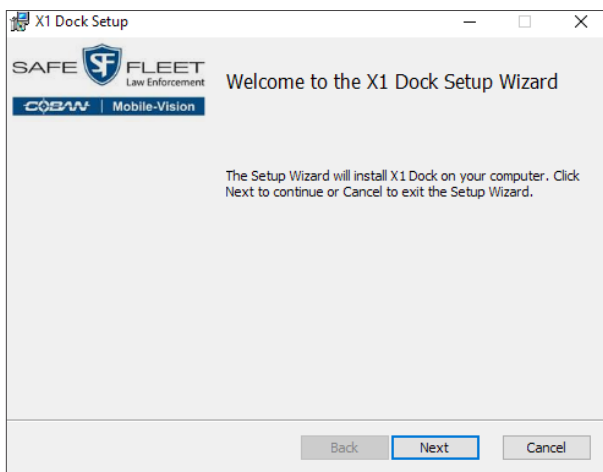 X1 Dock Setup
SAFE SF FLEET
Law Enforcement
COBAN | Mobile-Vision
Welcome to the X1 Dock Setup Wizard
The Setup Wizard will install X1 Dock on your computer. Click
Next to continue or Cancel to exit the Setup Wizard.
Back Next Cancel